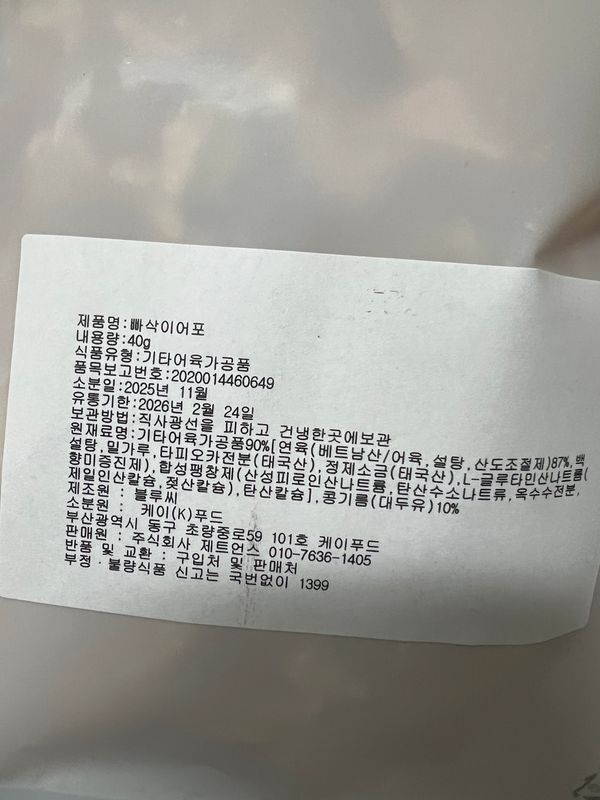 제품명:빠삭이어포
내용량:40g
식품유형:기타어육가공품
품목보고번호:2020014460649
소분일:2025년 11월
유통기한:2026년 2월 24일
보관방법:직사광선을 피하고 건냉한곳에보관
원재료명:기타어육가공품90%[연육(베트남산/어육,설탕,산도조절제)87%,백
설탕,밀가루,타피오카전분(태국산),정제소금(태국산),L-글루타민산나트륨(
향미증진제),합성팽창제(산성피로인산나트륨,탄산수소나트류,옥수수전분,
제일인산칼슘,젖산칼슘),탄산칼슘],콩기름(대두유)10%
제조원 : 블루씨
소분원 : 케이(K)푸드
부산광역시 동구 초량중로59 101호 케이푸드
판매원 : 주식회사 제트언스 010-7636-1405
반품 및 교환 : 구입처 및 판매처
부정·불량식품 신고는 국번없이 1399